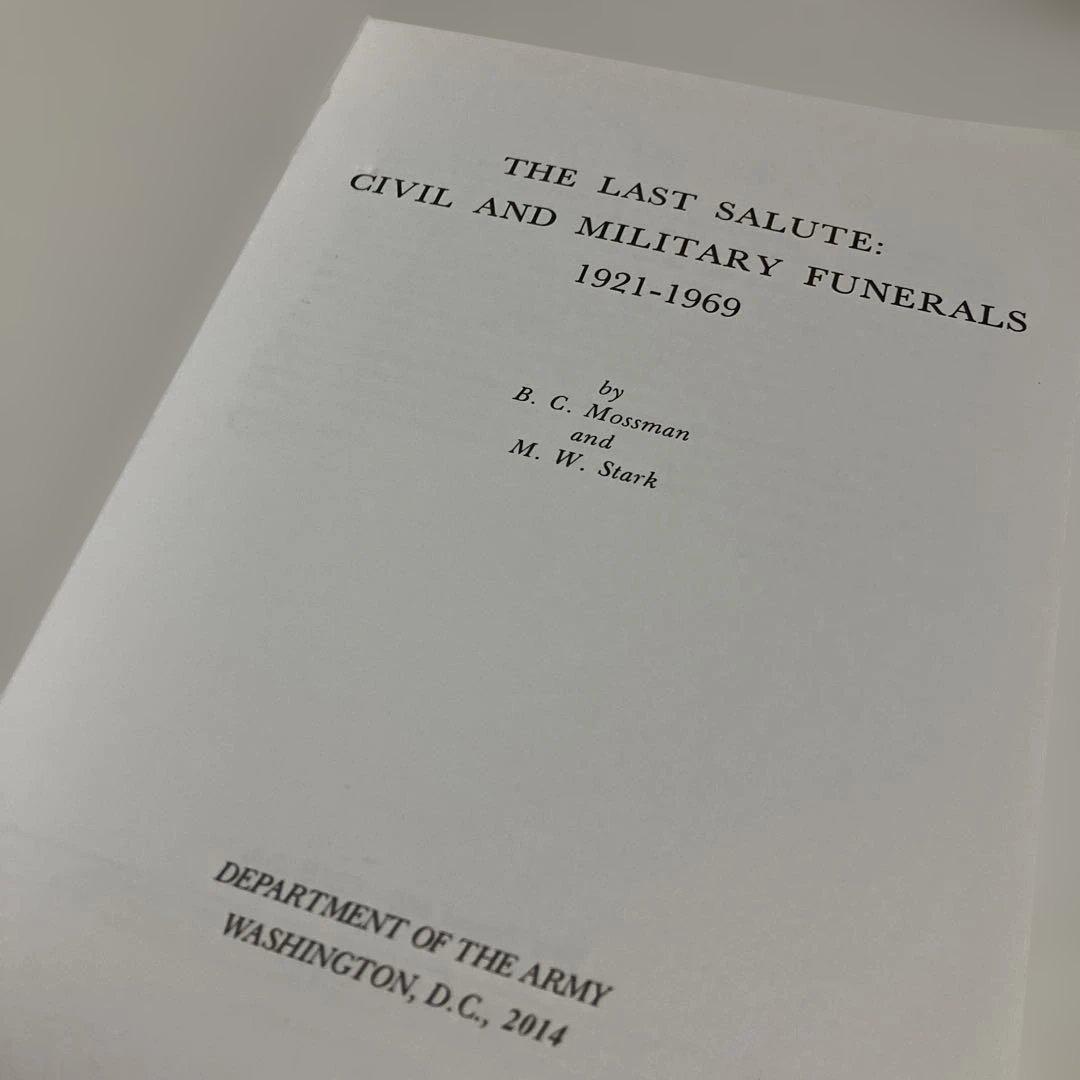 THE LAST SALUTE:
CIVIL AND MILITARY FUNERALS
1921-1969
by
B. C. Mossman
and
M. W. Stark
DEPARTMENT OF THE ARMY
WASHINGTON, D.C., 2014